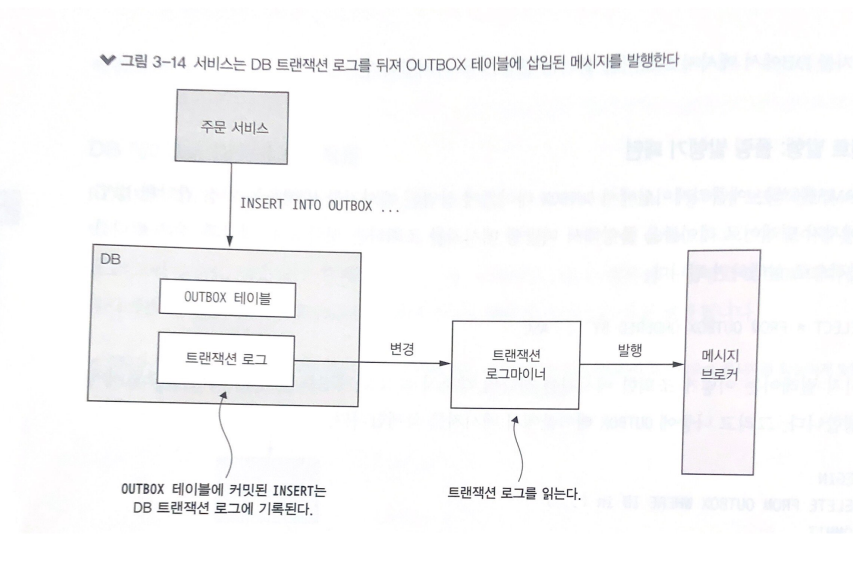 그림 3-14 서비스는 DB 트랜잭션 로그를 뒤져 OUTBOX 테이블에 삽입된 메시지를 발행한다
주문 서비스
INSERT INTO OUTBOX ...
DB
OUTBOX 테이블
트랜잭션 로그
변경
트랜잭션
로그마이너
발행
메시지
브로커
OUTBOX 테이블에 커밋된 INSERT는
DB 트랜잭션 로그에 기록된다.
트랜잭션 로그를 읽는다.